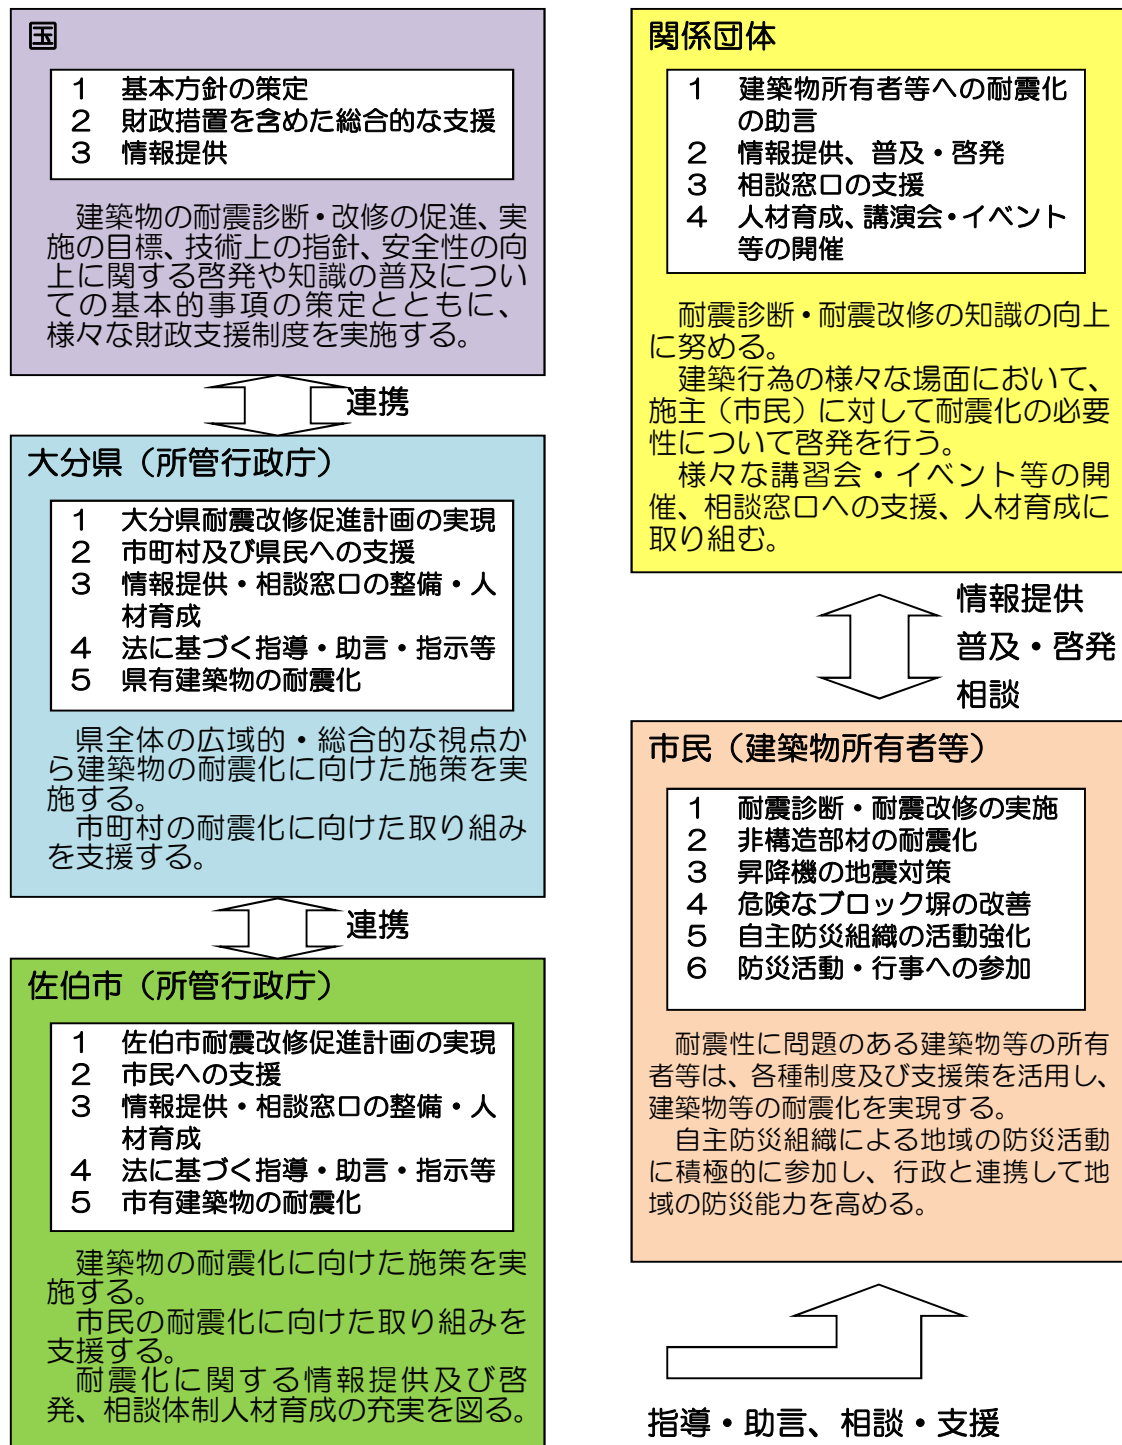 国
1 基本方針の策定
2 財政措置を含めた総合的な支援
3 情報提供
建築物の耐震診断・改修の促進、実
施の目標、技術上の指針、安全性の向
上に関する啓発や知識の普及につい
ての基本的事項の策定とともに、
様々な財政支援制度を実施する。
連携
大分県（所管行政庁）
1 大分県耐震改修促進計画の実現
2 市町村及び県民への支援
3 情報提供・相談窓口の整備・人
材育成
4 法に基づく指導・助言・指示等
5 県有建築物の耐震化
県全体の広域的・総合的な視点か
ら建築物の耐震化に向けた施策を実
施する。
市町村の耐震化に向けた取り組み
を支援する。
連携
佐伯市（所管行政庁）
1 佐伯市耐震改修促進計画の実現
2 市民への支援
3 情報提供・相談窓口の整備・人
材育成
4 法に基づく指導・助言・指示等
5 市有建築物の耐震化
建築物の耐震化に向けた施策を実
施する。
市民の耐震化に向けた取り組みを
支援する。
耐震化に関する情報提供及び啓
発、相談体制人材育成の充実を図る。
関係団体
1 建築物所有者等への耐震化
の助言
2 情報提供、普及・啓発
3 相談窓口の支援
4 人材育成、講演会・イベント
等の開催
耐震診断・耐震改修の知識の向上
に努める。
建築行為の様々な場面において、
施主（市民）に対して耐震化の必要
性について啓発を行う。
様々な講習会・イベント等の開
催、相談窓口への支援、人材育成に
取り組む。
情報提供
普及・啓発
相談
市民（建築物所有者等）
1 耐震診断・耐震改修の実施
2 非構造部材の耐震化
3 昇降機の地震対策
4 危険なブロック塀の改善
5 自主防災組織の活動強化
6 防災活動・行事への参加
耐震性に問題のある建築物等の所有
者等は、各種制度及び支援策を活用し、
建築物等の耐震化を実現する。
自主防災組織による地域の防災活動
に積極的に参加し、行政と連携して地
域の防災能力を高める。
指導・助言、相談・支援